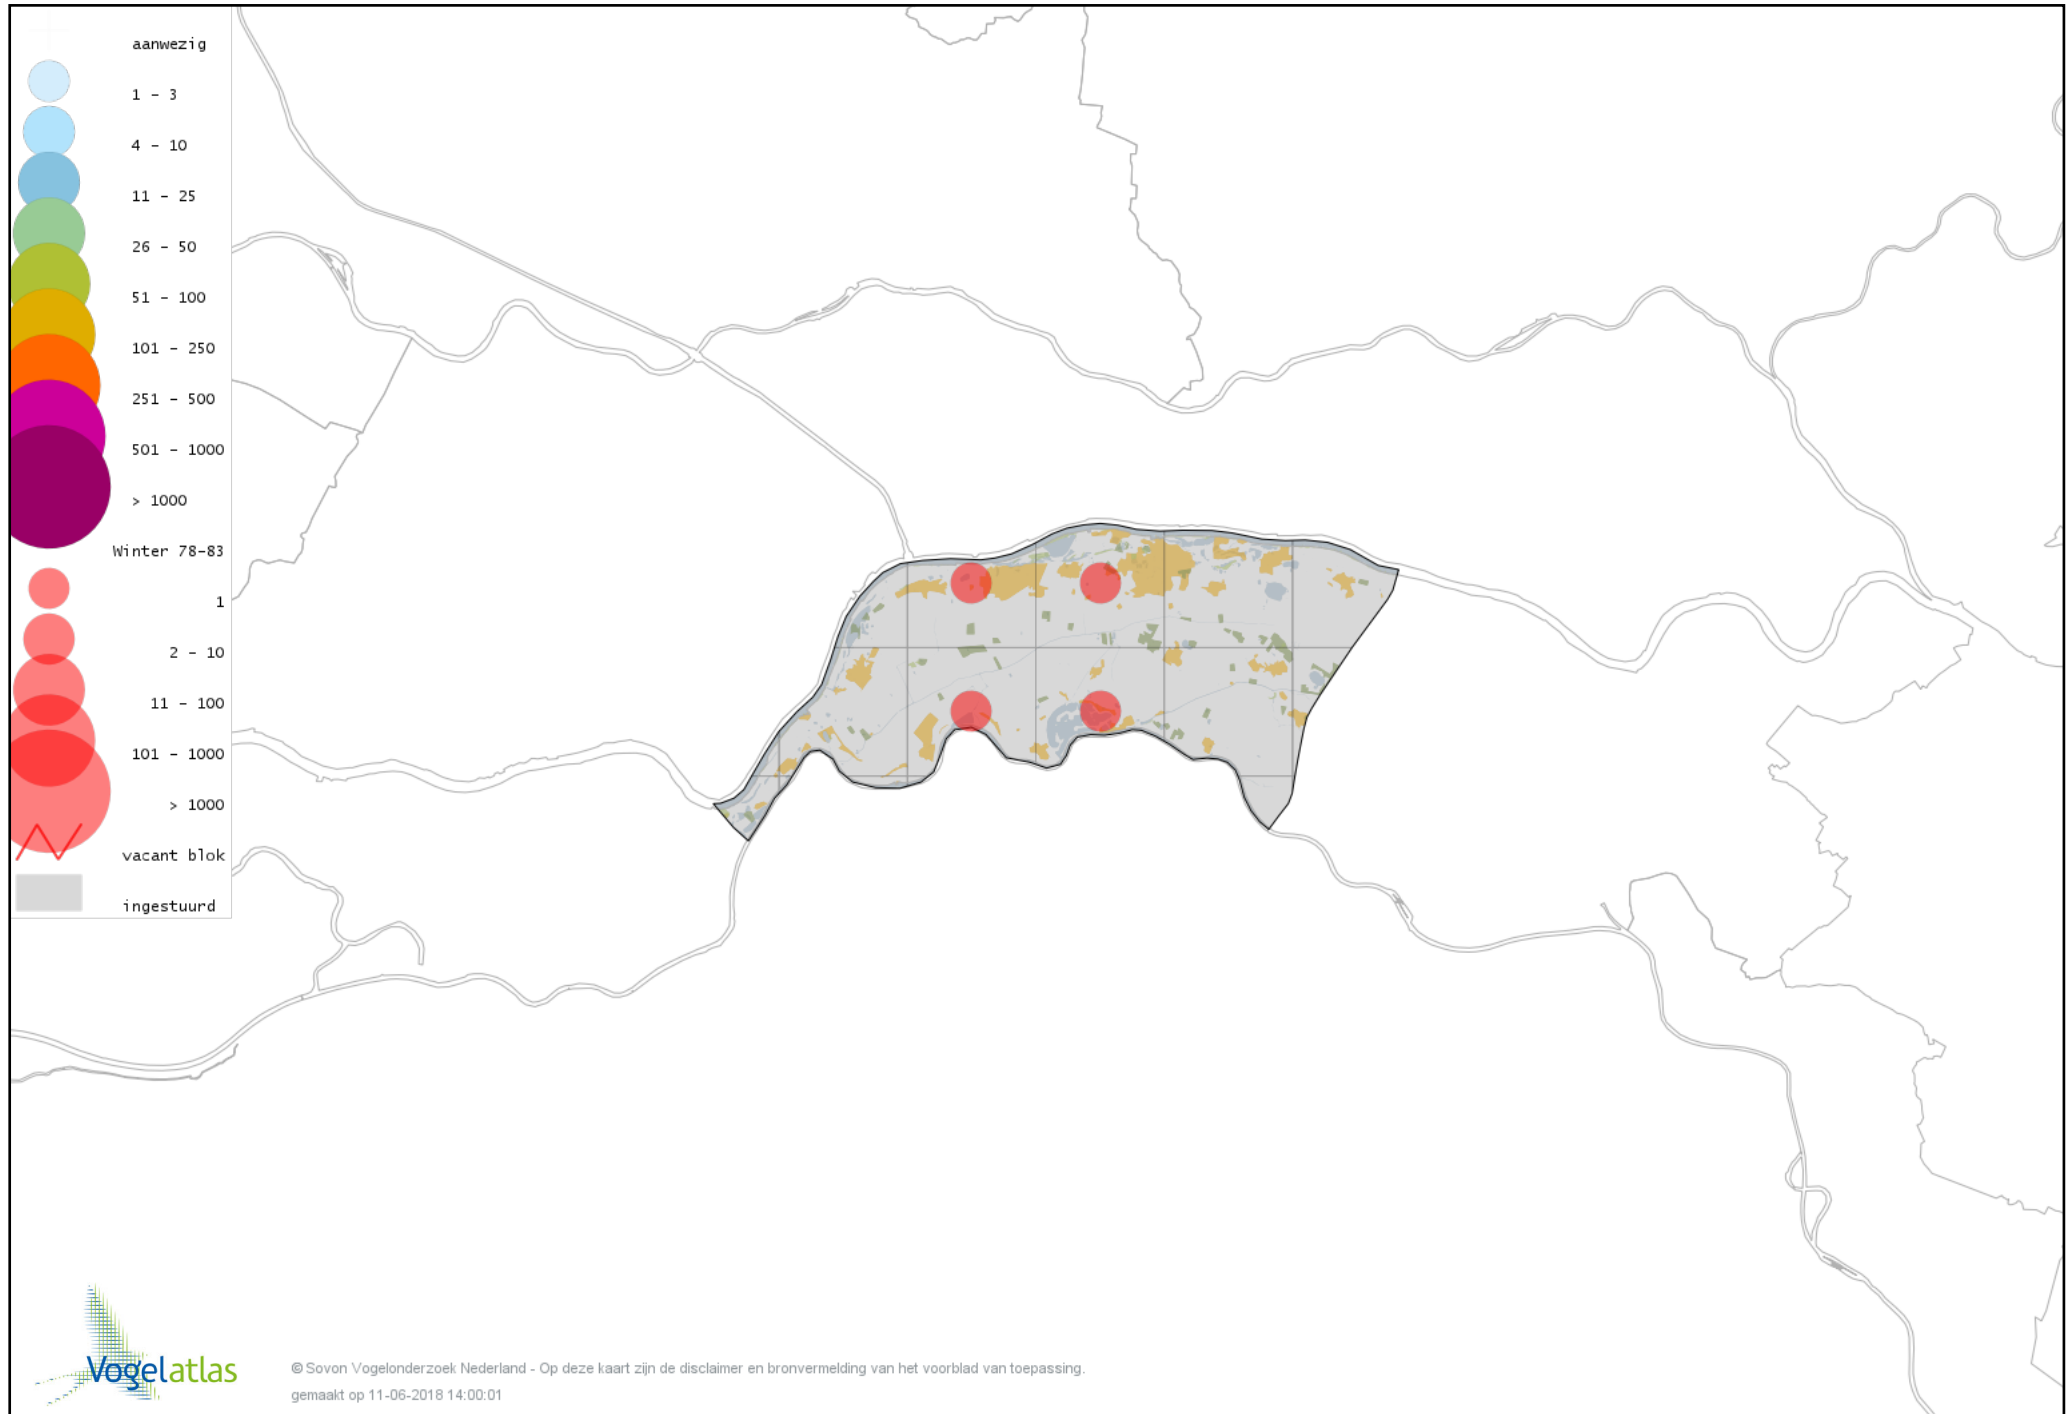 aanwezig
1 - 3
4 - 10
11 - 25
26 - 50
51 - 100
101 - 250
251 - 500
501 - 1000
> 1000
Winter 78-83
1
2 - 10
11 - 100
101 - 1000
> 1000
vacant blok
ingestuurd
Vogelatlas
© Sovon Vogelonderzoek Nederland - Op deze kaart zijn de disclaimer en bronvermelding van het voorblad van toepassing.
gemaakt op 11-06-2018 14:00:01